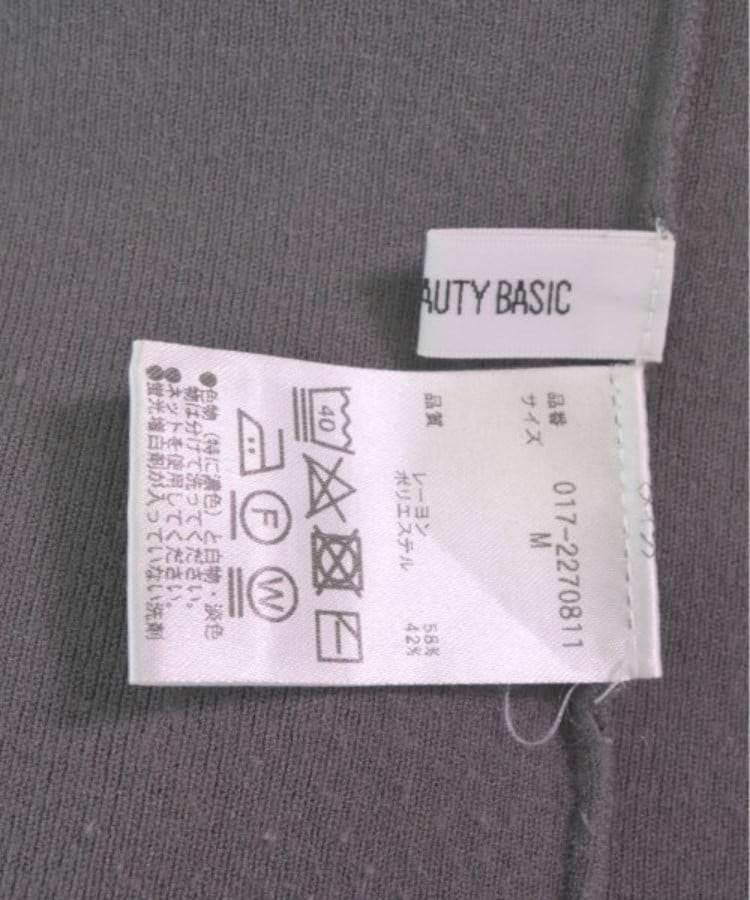 AUTY BASIC
品番 017-2270811
サイズ M
品質
レーヨン 58%
ポリエステル 42%
40
F
W
●色物(特に濃色)と白物・淡色
物は分けて洗ってください。
●ネットを使用してください。
●蛍光増白剤が入っていない洗剤